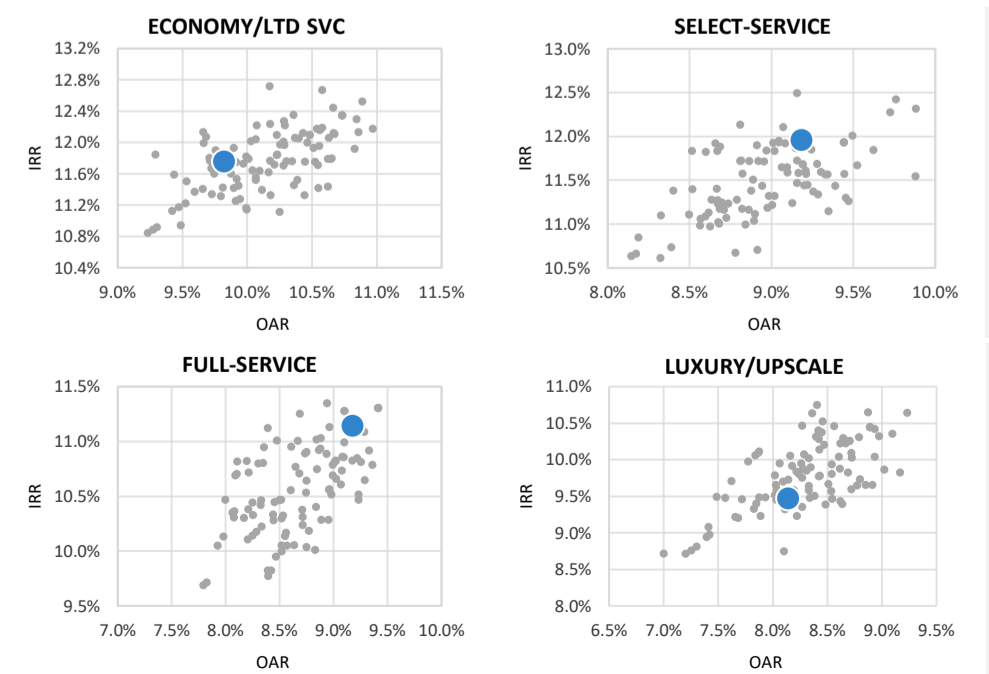 ECONOMY/LTD SVC
13.2%
12.8%
12.4%
12.0%
11.6%
11.2%
10.8%
10.4%
IRR
9.0% 9.5% 10.0% 10.5% 11.0% 11.5%
OAR
SELECT-SERVICE
13.0%
12.5%
12.0%
11.5%
11.0%
10.5%
IRR
8.0% 8.5% 9.0% 9.5% 10.0%
OAR
FULL-SERVICE
11.5%
11.0%
10.5%
10.0%
9.5%
IRR
7.0% 7.5% 8.0% 8.5% 9.0% 9.5% 10.0%
OAR
LUXURY/UPSCALE
11.0%
10.5%
10.0%
9.5%
9.0%
8.5%
8.0%
IRR
6.5% 7.0% 7.5% 8.0% 8.5% 9.0% 9.5%
OAR